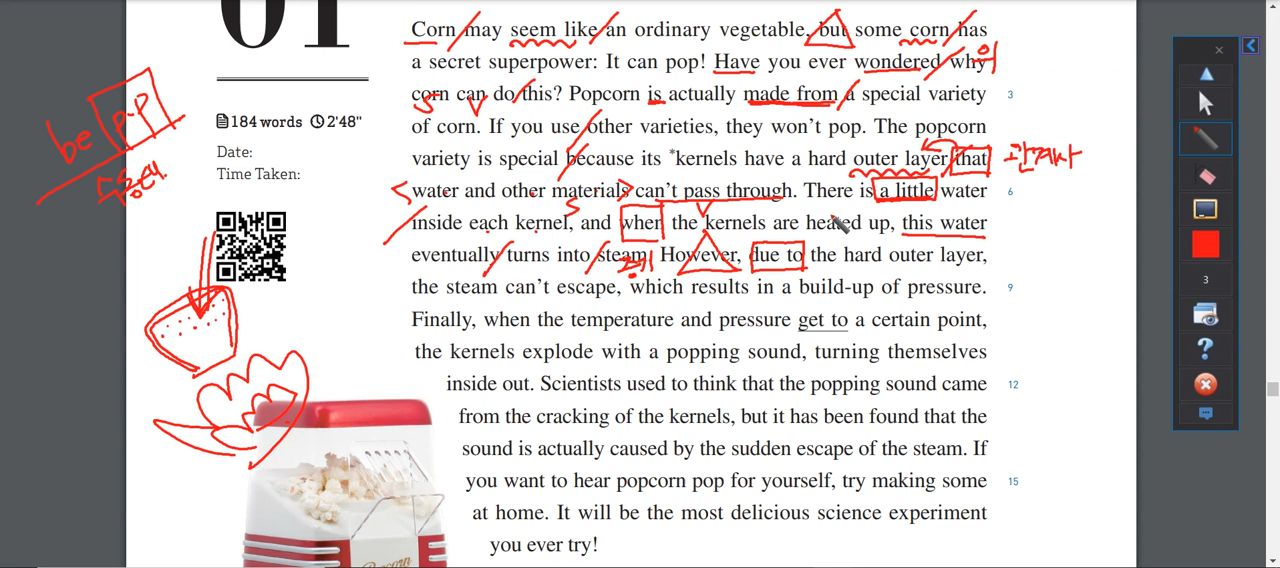 01
184 words 2'48"
Date:
Time Taken:
be p.p
수동태
Corn may seem like an ordinary vegetable, but some corn has
a secret superpower: It can pop! Have you ever wondered why
의
S V
corn can do this? Popcorn is actually made from a special variety
3
of corn. If you use other varieties, they won't pop. The popcorn
variety is special because its *kernels have a hard outer layer that
관계사
water and other materials can't pass through. There is a little water
6
S V
inside each kernel, and when the kernels are heated up, this water
eventually turns into steam. However, due to the hard outer layer,
the steam can't escape, which results in a build-up of pressure.
9
Finally, when the temperature and pressure get to a certain point,
the kernels explode with a popping sound, turning themselves
inside out. Scientists used to think that the popping sound came
12
from the cracking of the kernels, but it has been found that the
sound is actually caused by the sudden escape of the steam. If
you want to hear popcorn pop for yourself, try making some
15
at home. It will be the most delicious science experiment
you ever try!
Popcorn
3